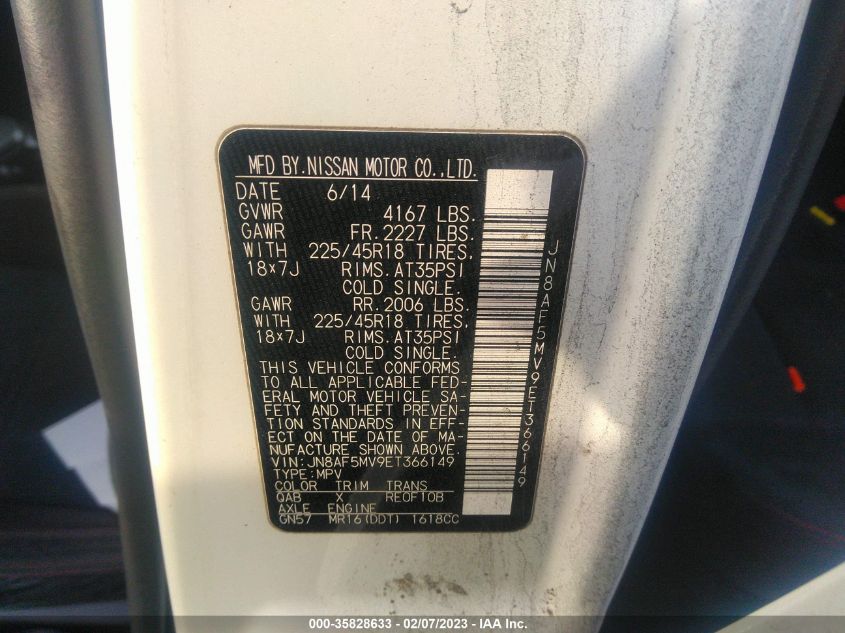 MFD BY.NISSAN MOTOR CO.,LTD.
DATE 6/14
GVWR 4167 LBS.
GAWR FR. 2227 LBS.
WITH 225/45R18 TIRES.
18×7J RIMS. AT35PSI
COLD SINGLE.
GAWR RR. 2006 LBS.
WITH 225/45R18 TIRES.
18×7J RIMS. AT35PSI
COLD SINGLE.
THIS VEHICLE CONFORMS
TO ALL APPLICABLE FED-
ERAL MOTOR VEHICLE SA-
FETY AND THEFT PREVEN-
TION STANDARDS IN EFF-
ECT ON THE DATE OF MA-
NUFACTURE SHOWN ABOVE.
VIN:JN8AF5MV9ET366149
TYPE:MPV
COLOR TRIM TRANS
QAB X RE0F10B
AXLE ENGINE
GN57 MR16(DDT) 1618CC
JN8AF5MV9ET366149
000-35828633 - 02/07/2023 - IAA Inc.